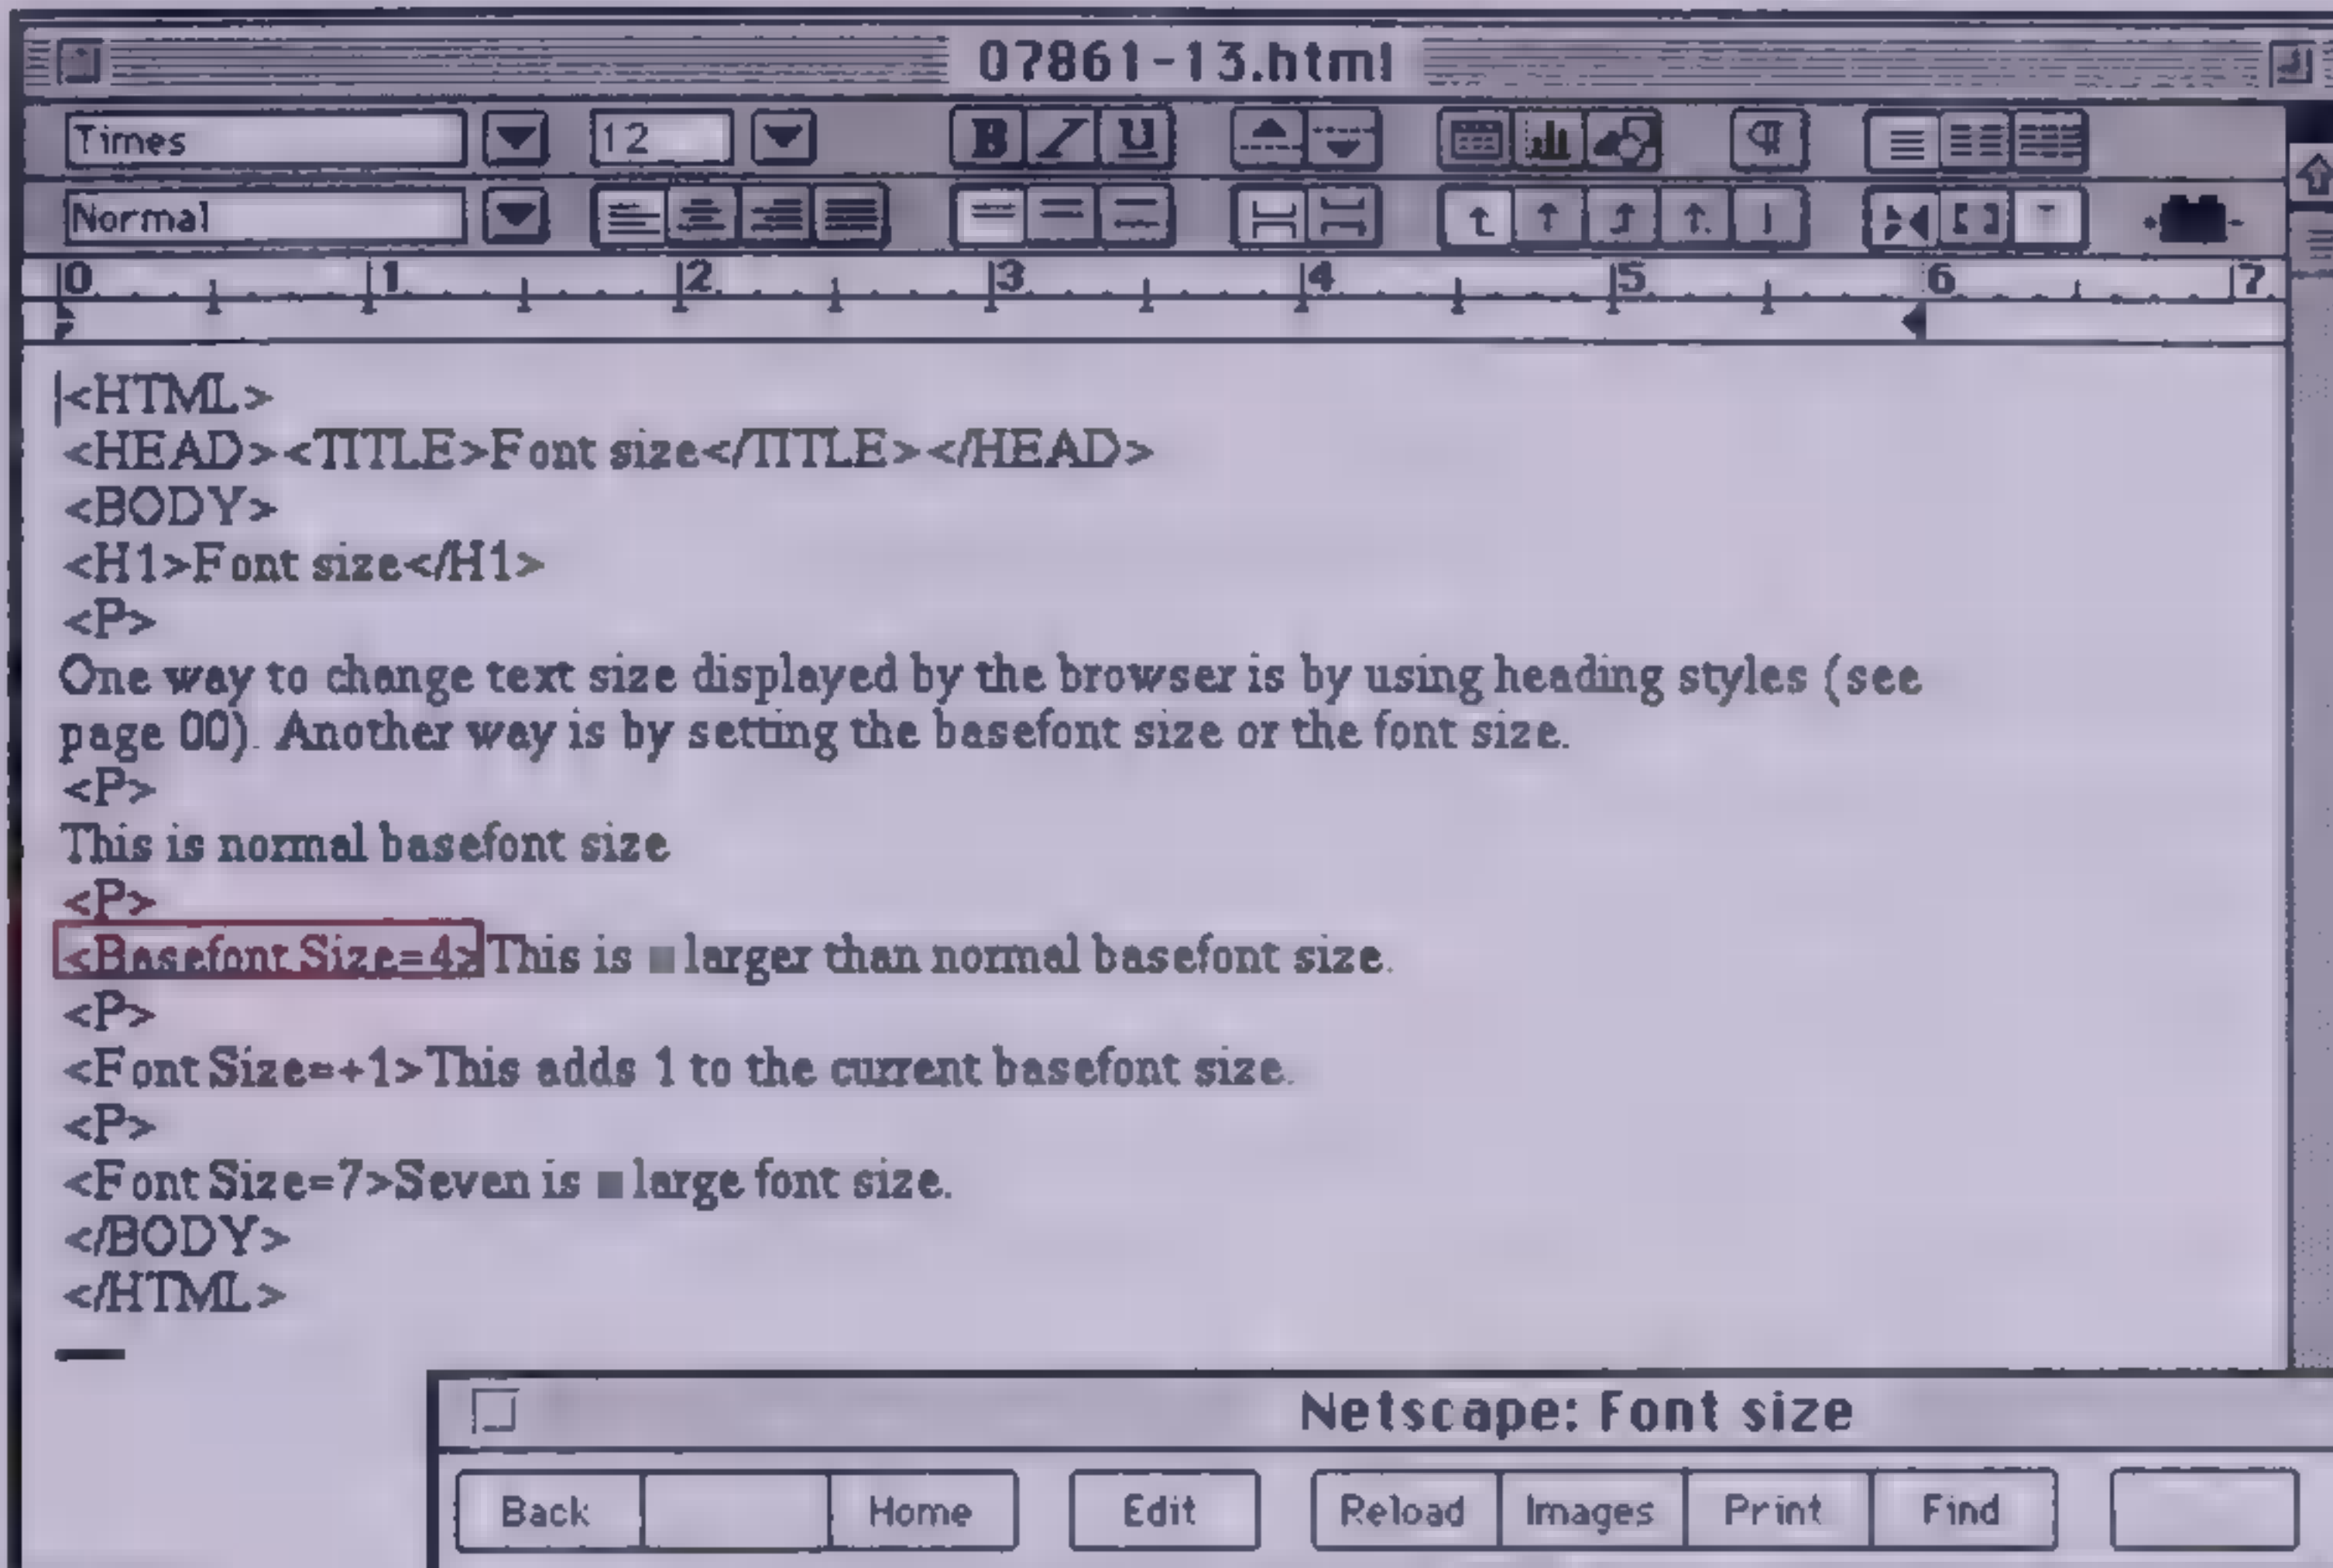 07861-13.html
Times 12 B I U
Normal
0 1 2 3 4 5 6 7
<HTML>
<HEAD><TITLE>Font size</TITLE></HEAD>
<BODY>
<H1>Font size</H1>
<P>
One way to change text size displayed by the browser is by using heading styles (see
page 00). Another way is by setting the basefont size or the font size.
<P>
This is normal basefont size
<P>
<Basefont Size=4>This is larger than normal basefont size.
<P>
<Font Size=+1>This adds 1 to the current basefont size.
<P>
<Font Size=7>Seven is large font size.
</BODY>
</HTML>
Netscape: Font size
Back Home Edit Reload Images Print Find